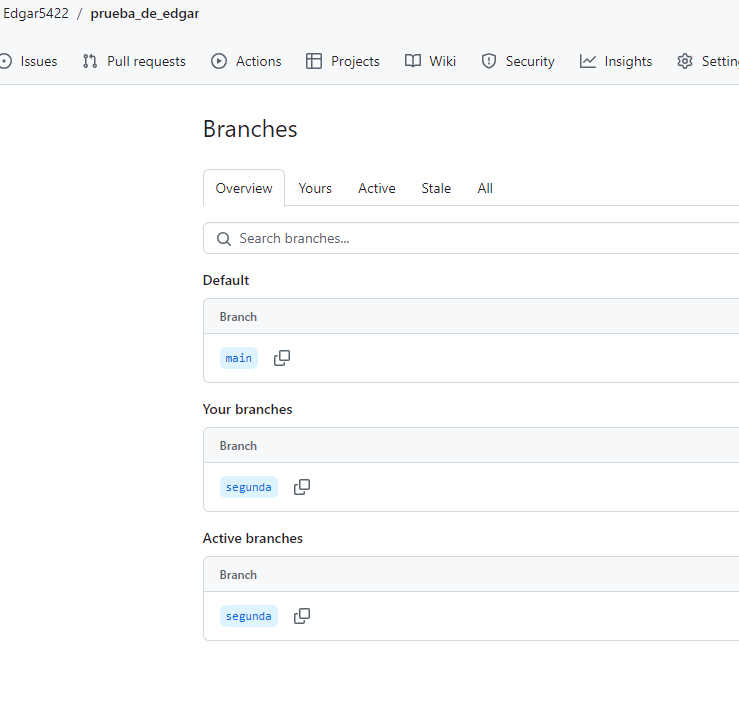 Edgar5422 / prueba_de_edgar
Issues Pull requests Actions Projects Wiki Security Insights
Branches
Overview Yours Active Stale All
Search branches...
Default
Branch
main
Your branches
Branch
segunda
Active branches
Branch
segunda